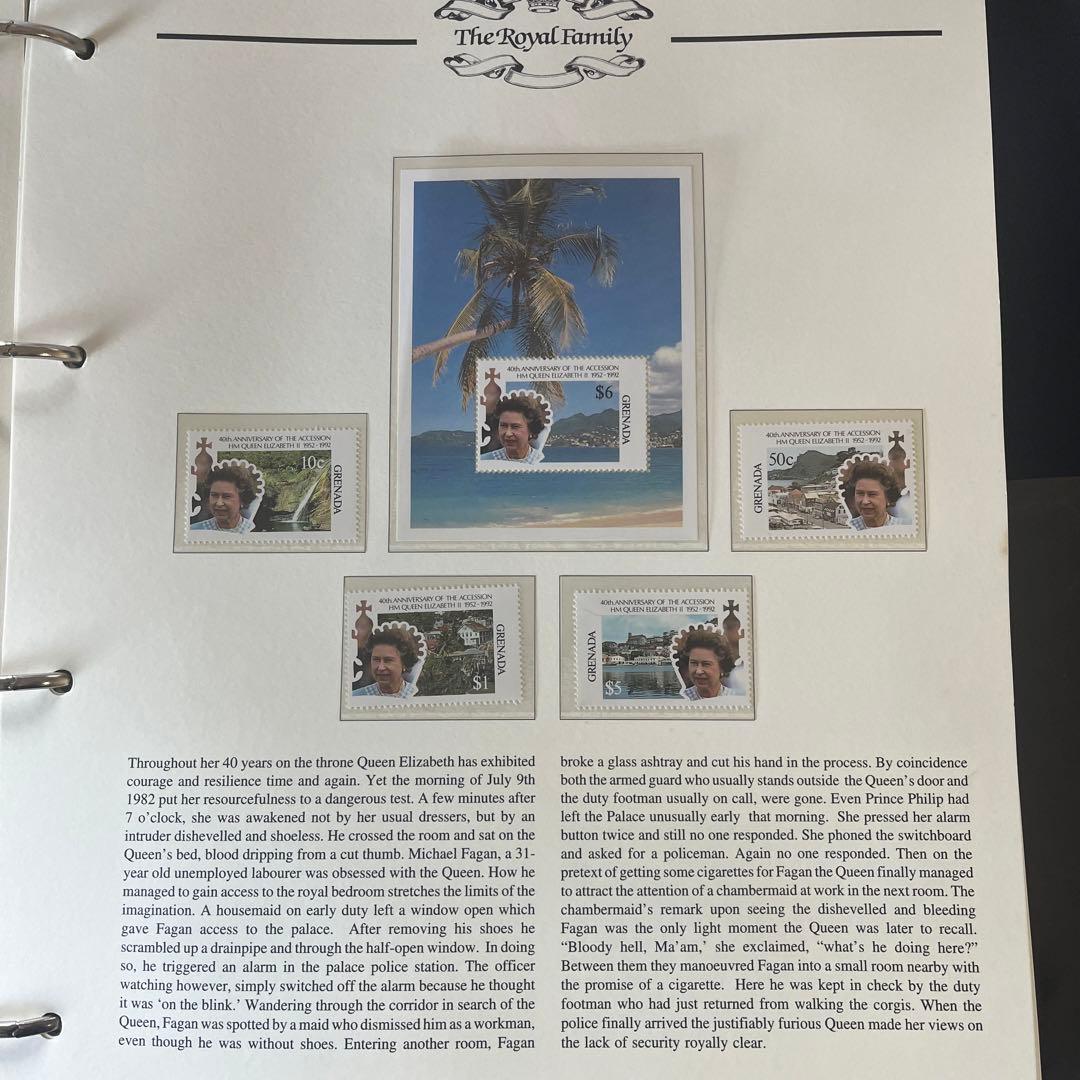 The Royal Family
40th ANNIVERSARY OF THE ACCESSION
HM QUEEN ELIZABETH II 1952-1992
$6
GRENADA
40th ANNIVERSARY OF THE ACCESSION
HM QUEEN ELIZABETH II 1952-1992
10c
GRENADA
40th ANNIVERSARY OF THE ACCESSION
HM QUEEN ELIZABETH II 1952-1992
50c
GRENADA
40th ANNIVERSARY OF THE ACCESSION
HM QUEEN ELIZABETH II 1952-1992
GRENADA
$1
40th ANNIVERSARY OF THE ACCESSION
HM QUEEN ELIZABETH II 1952-1992
GRENADA
$5
Throughout her 40 years on the throne Queen Elizabeth has exhibited
courage and resilience time and again. Yet the morning of July 9th
1982 put her resourcefulness to a dangerous test. A few minutes after
7 o'clock, she was awakened not by her usual dressers, but by an
intruder dishevelled and shoeless. He crossed the room and sat on the
Queen's bed, blood dripping from a cut thumb. Michael Fagan, a 31-
year old unemployed labourer was obsessed with the Queen. How he
managed to gain access to the royal bedroom stretches the limits of the
imagination. A housemaid on early duty left a window open which
gave Fagan access to the palace. After removing his shoes he
scrambled up a drainpipe and through the half-open window. In doing
so, he triggered an alarm in the palace police station. The officer
watching however, simply switched off the alarm because he thought
it was 'on the blink.' Wandering through the corridor in search of the
Queen, Fagan was spotted by a maid who dismissed him as a workman,
even though he was without shoes. Entering another room, Fagan
broke a glass ashtray and cut his hand in the process. By coincidence
both the armed guard who usually stands outside the Queen's door and
the duty footman usually on call, were gone. Even Prince Philip had
left the Palace unusually early that morning. She pressed her alarm
button twice and still no one responded. She phoned the switchboard
and asked for a policeman. Again no one responded. Then on the
pretext of getting some cigarettes for Fagan the Queen finally managed
to attract the attention of a chambermaid at work in the next room. The
chambermaid's remark upon seeing the dishevelled and bleeding
Fagan was the only light moment the Queen was later to recall.
"Bloody hell, Ma'am,' she exclaimed, "what's he doing here?"
Between them they manoeuvred Fagan into a small room nearby with
the promise of a cigarette. Here he was kept in check by the duty
footman who had just returned from walking the corgis. When the
police finally arrived the justifiably furious Queen made her views on
the lack of security royally clear.